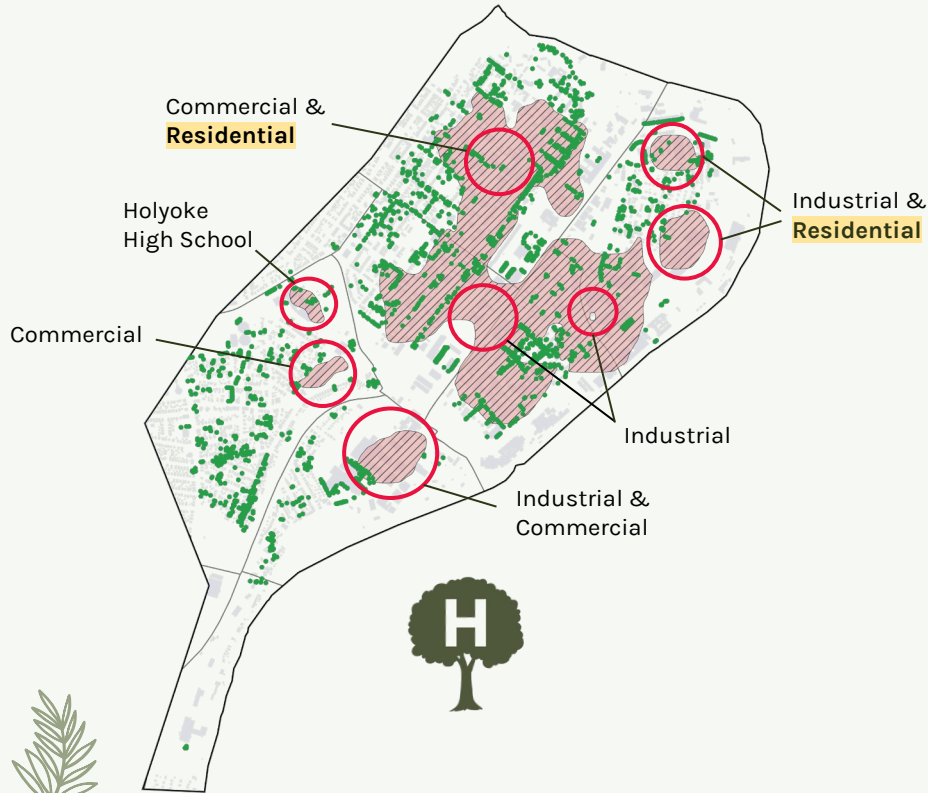 Commercial &
Residential
Holyoke
High School
Industrial &
Residential
Commercial
Industrial
Industrial &
Commercial
H